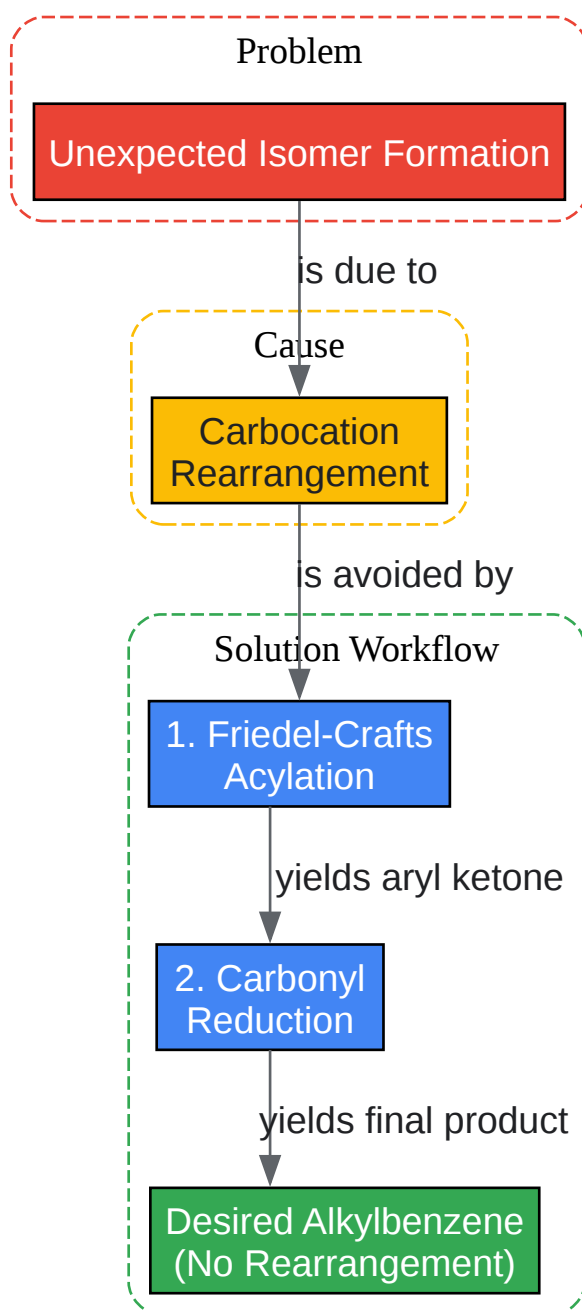 Problem
Unexpected Isomer Formation
is due to
Cause
Carbocation
Rearrangement
is avoided by
Solution Workflow
1. Friedel-Crafts
Acylation
yields aryl ketone
2. Carbonyl
Reduction
yields final product
Desired Alkylbenzene
(No Rearrangement)